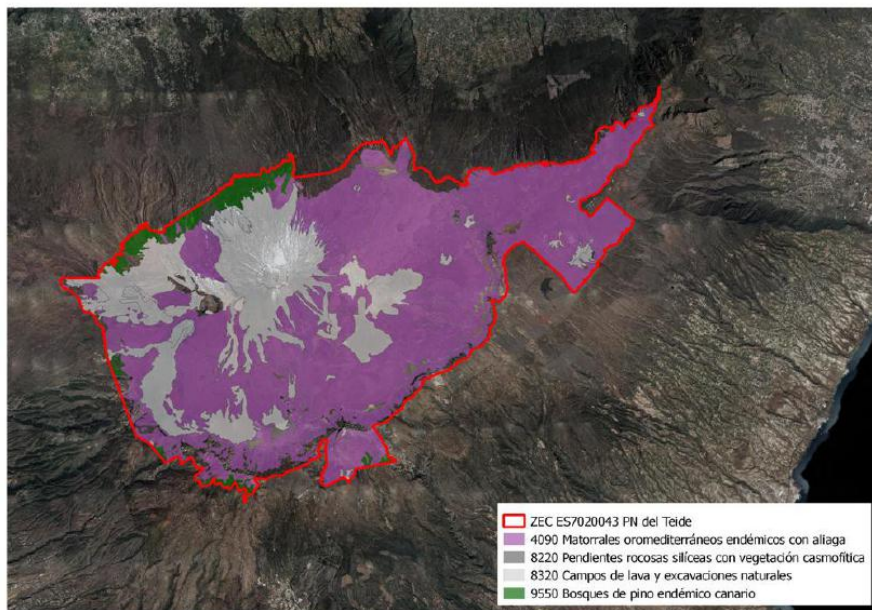 ZEC ES7020043 PN del Teide
4090 Matorrales oromediterráneos endémicos con aliaga
8220 Pendientes rocosas silíceas con vegetación casmofítica
8320 Campos de lava y excavaciones naturales
9550 Bosques de pino endémico canario